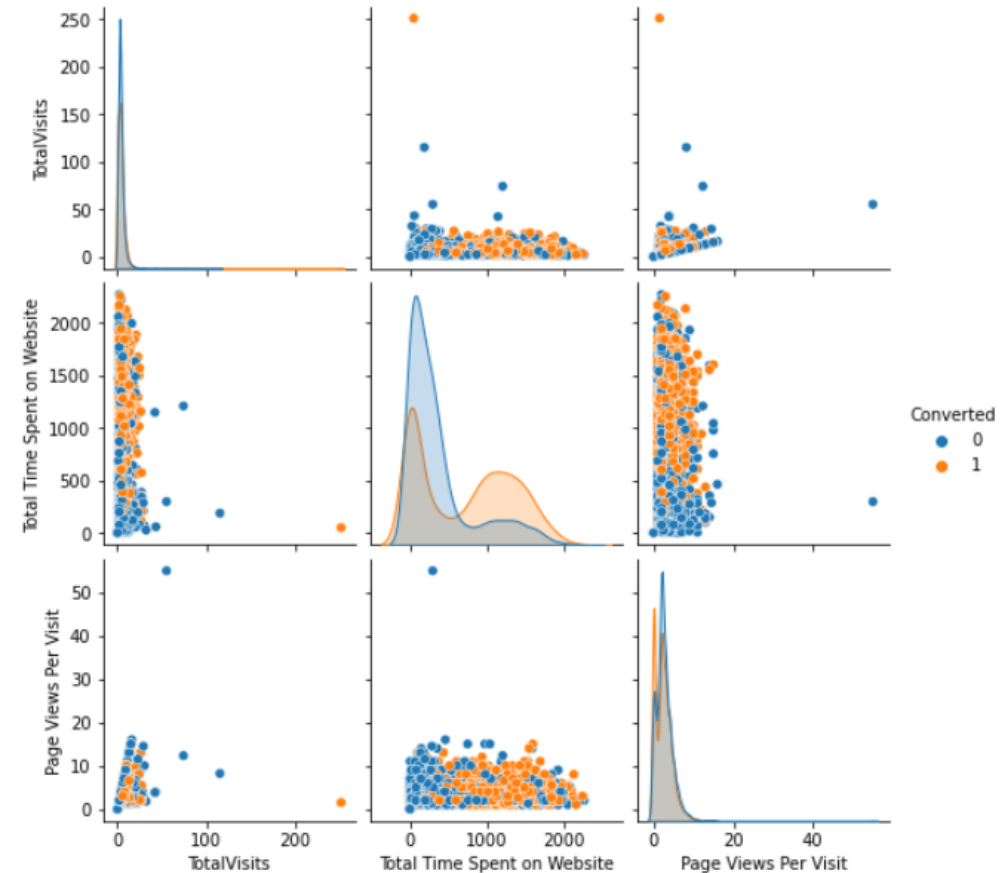 250
200
150
100
50
0
TotalVisits
2000
1500
1000
500
0
Total Time Spent on Website
Converted
0
1
50
40
30
20
10
0
Page Views Per Visit
0 100 200
TotalVisits
0 1000 2000
Total Time Spent on Website
0 20 40
Page Views Per Visit